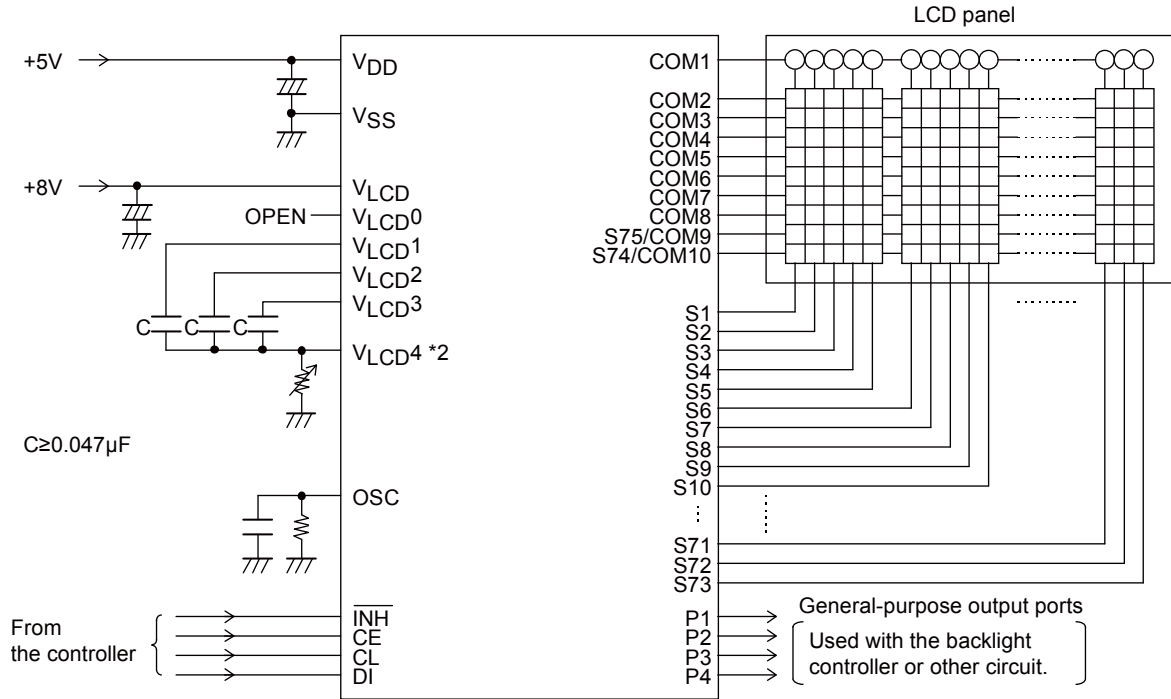 LCD panel
+5V
VDD
VSS
+8V
VLCD
OPEN
VLCD0
VLCD1
VLCD2
VLCD3
C
C
C
VLCD4 *2
C≥0.047µF
OSC
From
the controller
INH
CE
CL
DI
COM1
COM2
COM3
COM4
COM5
COM6
COM7
COM8
S75/COM9
S74/COM10
S1
S2
S3
S4
S5
S6
S7
S8
S9
S10
S71
S72
S73
P1
P2
P3
P4
General-purpose output ports
Used with the backlight
controller or other circuit.